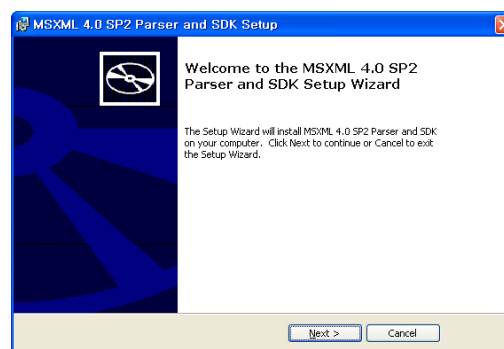 MSXML 4.0 SP2 Parser and SDK Setup
Welcome to the MSXML 4.0 SP2
Parser and SDK Setup Wizard
The Setup Wizard will install MSXML 4.0 SP2 Parser and SDK
on your computer. Click Next to continue or Cancel to exit
the Setup Wizard.
Next >
Cancel